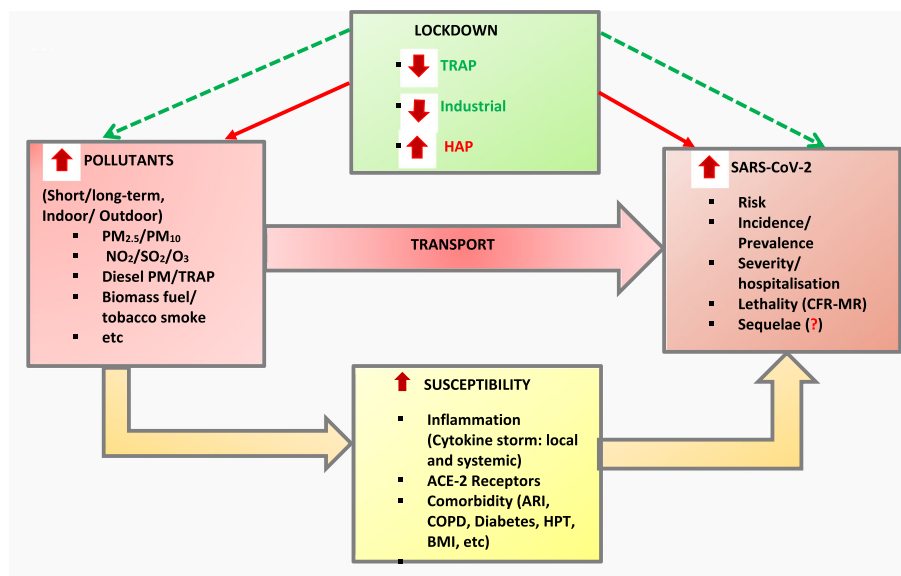 LOCKDOWN
▪ TRAP
▪ Industrial
▪ HAP
POLLUTANTS
(Short/long-term,
Indoor/ Outdoor)
▪ PM₂.₅/PM₁₀
▪ NO₂/SO₂/O₃
▪ Diesel PM/TRAP
▪ Biomass fuel/
tobacco smoke
▪ etc
TRANSPORT
SARS-CoV-2
▪ Risk
▪ Incidence/
Prevalence
▪ Severity/
hospitalisation
▪ Lethality (CFR-MR)
▪ Sequelae (?)
SUSCEPTIBILITY
▪ Inflammation
(Cytokine storm: local
and systemic)
▪ ACE-2 Receptors
▪ Comorbidity (ARI,
COPD, Diabetes, HPT,
BMI, etc)
▪